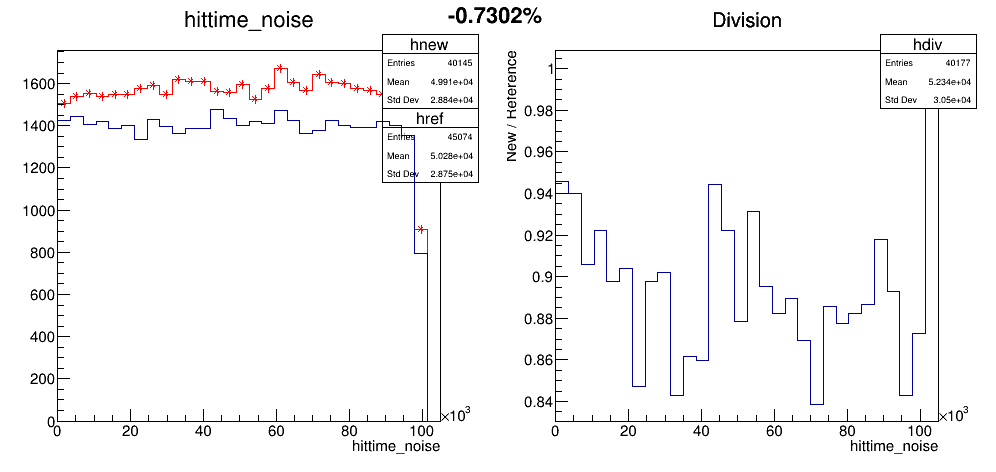 -0.7302%
hittime_noise
hnew
Entries 40145
Mean 4.991e+04
Std Dev 2.884e+04
href
Entries 45074
Mean 5.028e+04
Std Dev 2.875e+04
1600
1400
1200
1000
800
600
400
200
0
0 20 40 60 80 100
×10³
hittime_noise
Division
hdiv
Entries 40177
Mean 5.234e+04
Std Dev 3.05e+04
New / Reference
1
0.98
0.96
0.94
0.92
0.9
0.88
0.86
0.84
0 20 40 60 80 100
×10³
hittime_noise